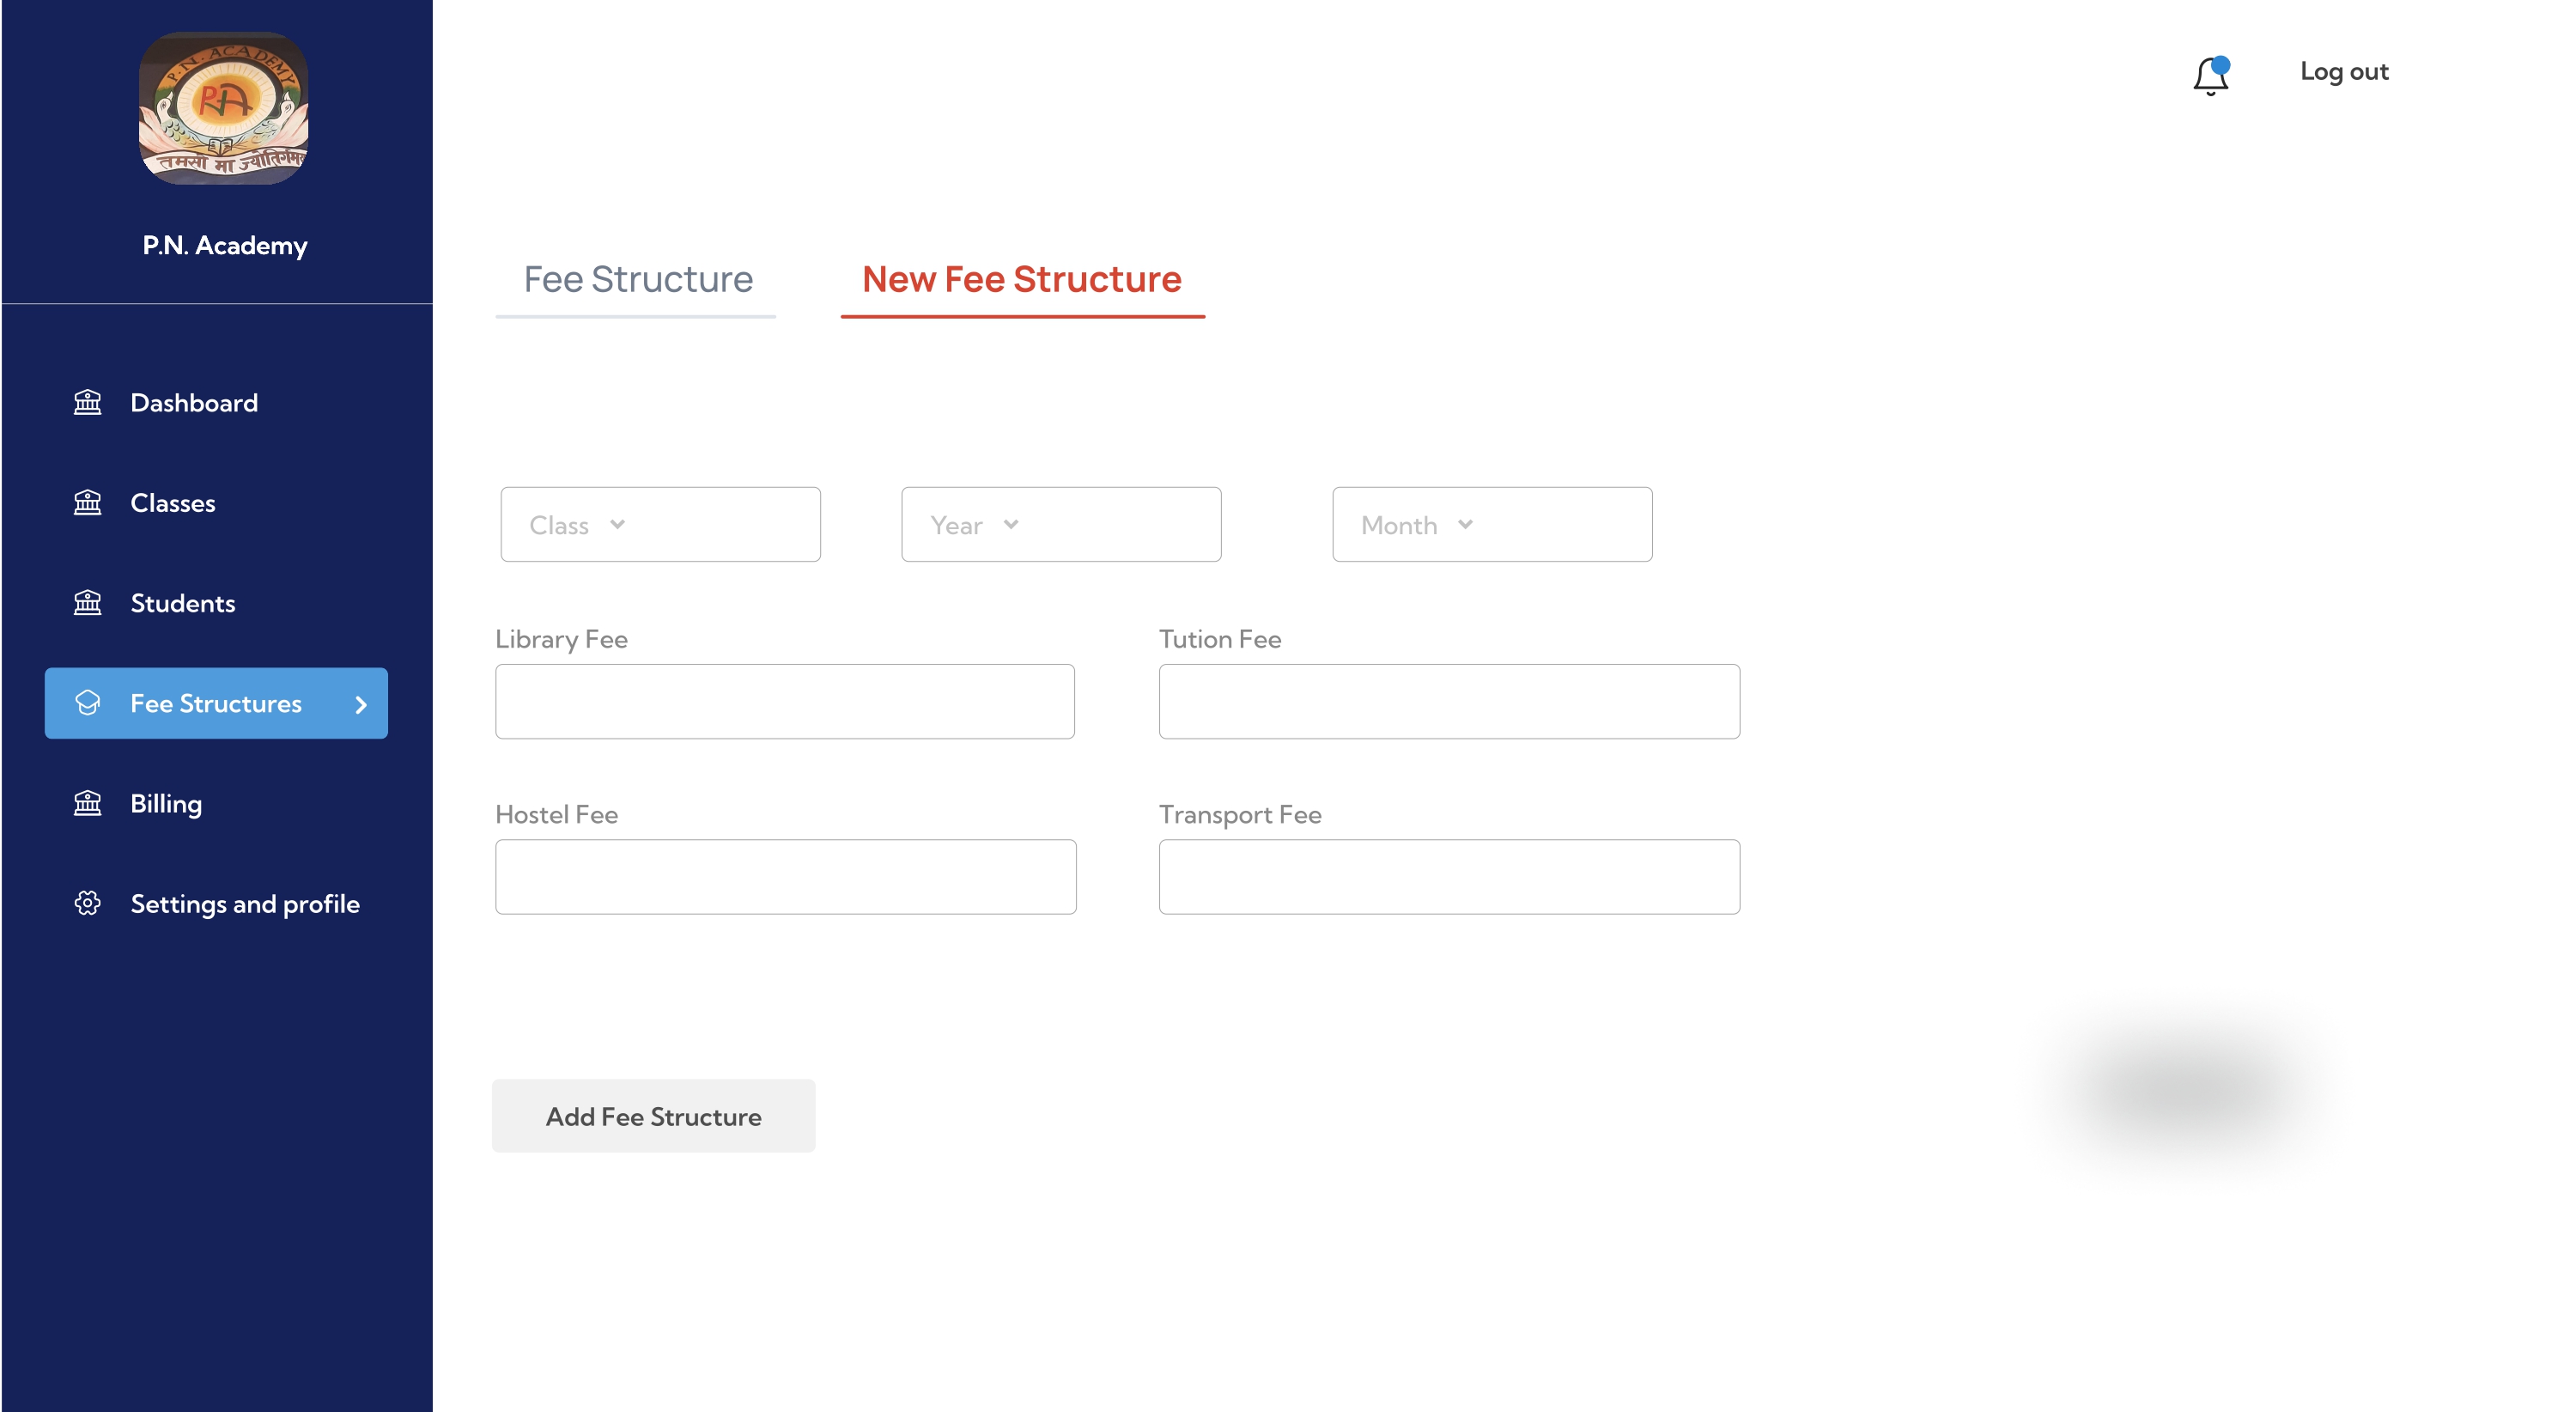 P.N. ACADEMY
PNA
तमसो मा ज्योतिर्गमय
P.N. Academy
Dashboard
Classes
Students
Fee Structures
Billing
Settings and profile
Log out
Fee Structure
New Fee Structure
Class
Year
Month
Library Fee
Tution Fee
Hostel Fee
Transport Fee
Add Fee Structure